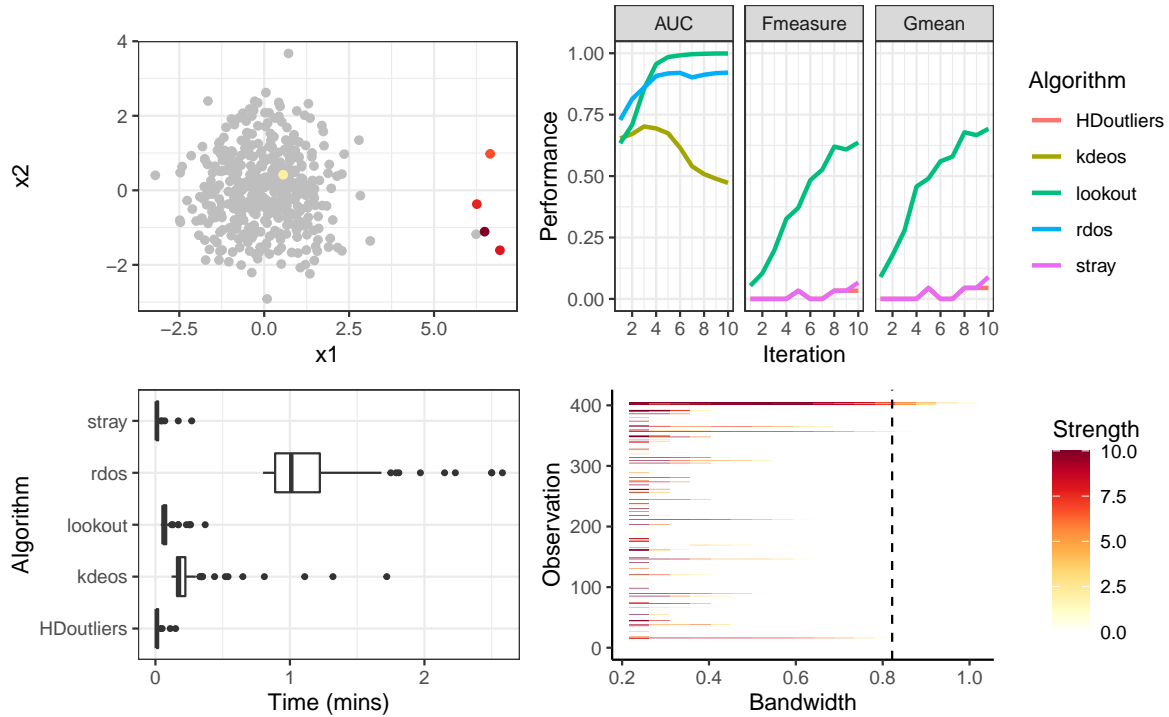 4
2
0
−2
−2.5
0.0
2.5
5.0
x1
x2
AUC
Fmeasure
Gmean
1.00
0.75
0.50
0.25
0.00
Performance
2 4 6 8 10
2 4 6 8 10
2 4 6 8 10
Iteration
Algorithm
HDoutliers
kdeos
lookout
rdos
stray
stray
rdos
lookout
kdeos
HDoutliers
Algorithm
0
1
2
Time (mins)
400
300
200
100
0
Observation
0.2
0.4
0.6
0.8
1.0
Bandwidth
Strength
10.0
7.5
5.0
2.5
0.0